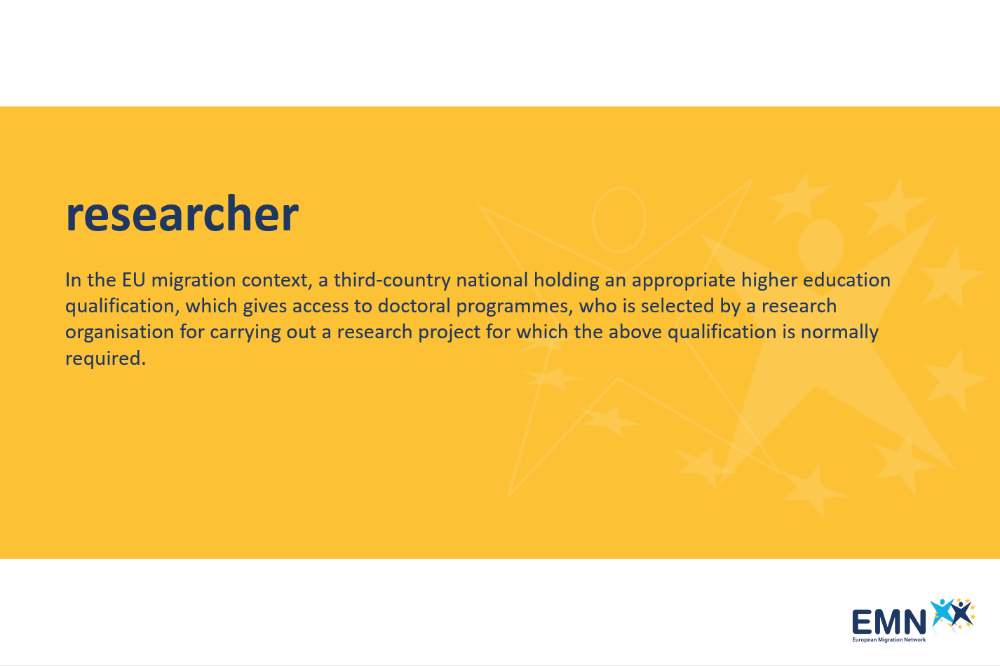 researcher
In the EU migration context, a third-country national holding an appropriate higher education
qualification, which gives access to doctoral programmes, who is selected by a research
organisation for carrying out a research project for which the above qualification is normally
required.
EMN
European Migration Network